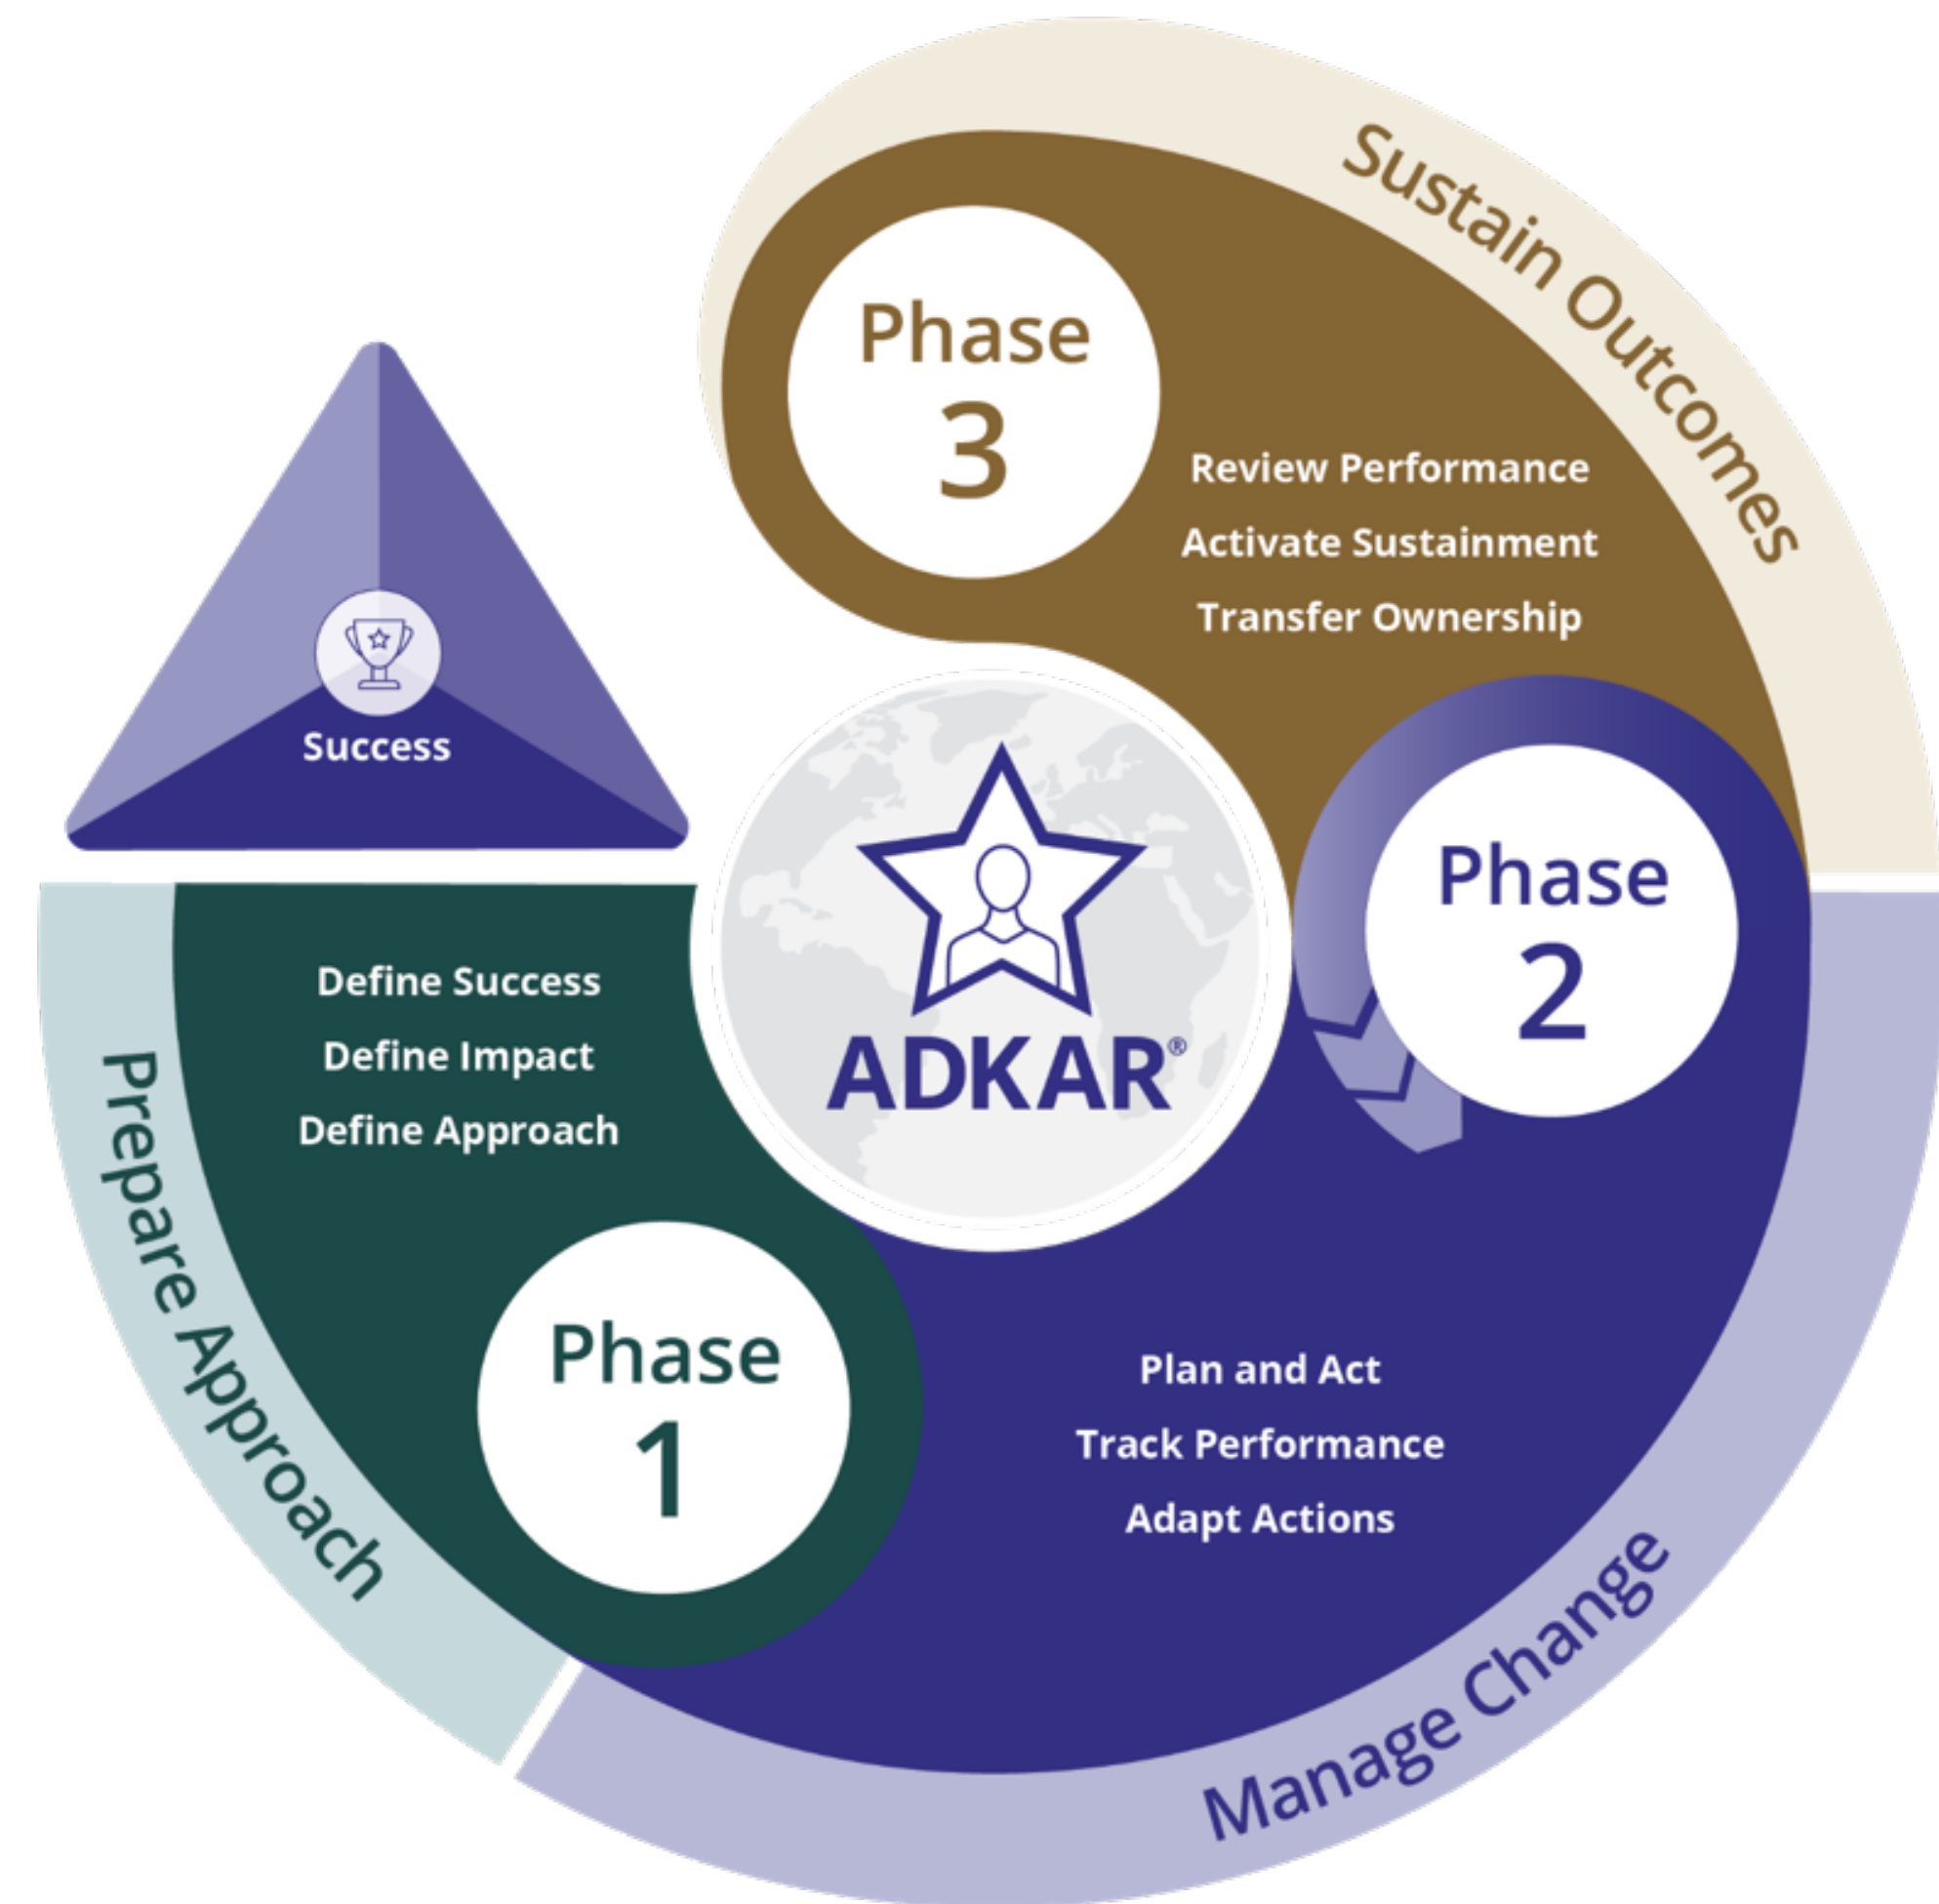 Success
Prepare Approach
Define Success
Define Impact
Define Approach
Phase
1
Manage Change
Phase
2
Plan and Act
Track Performance
Adapt Actions
Sustain Outcomes
Phase
3
Review Performance
Activate Sustainment
Transfer Ownership
ADKAR®